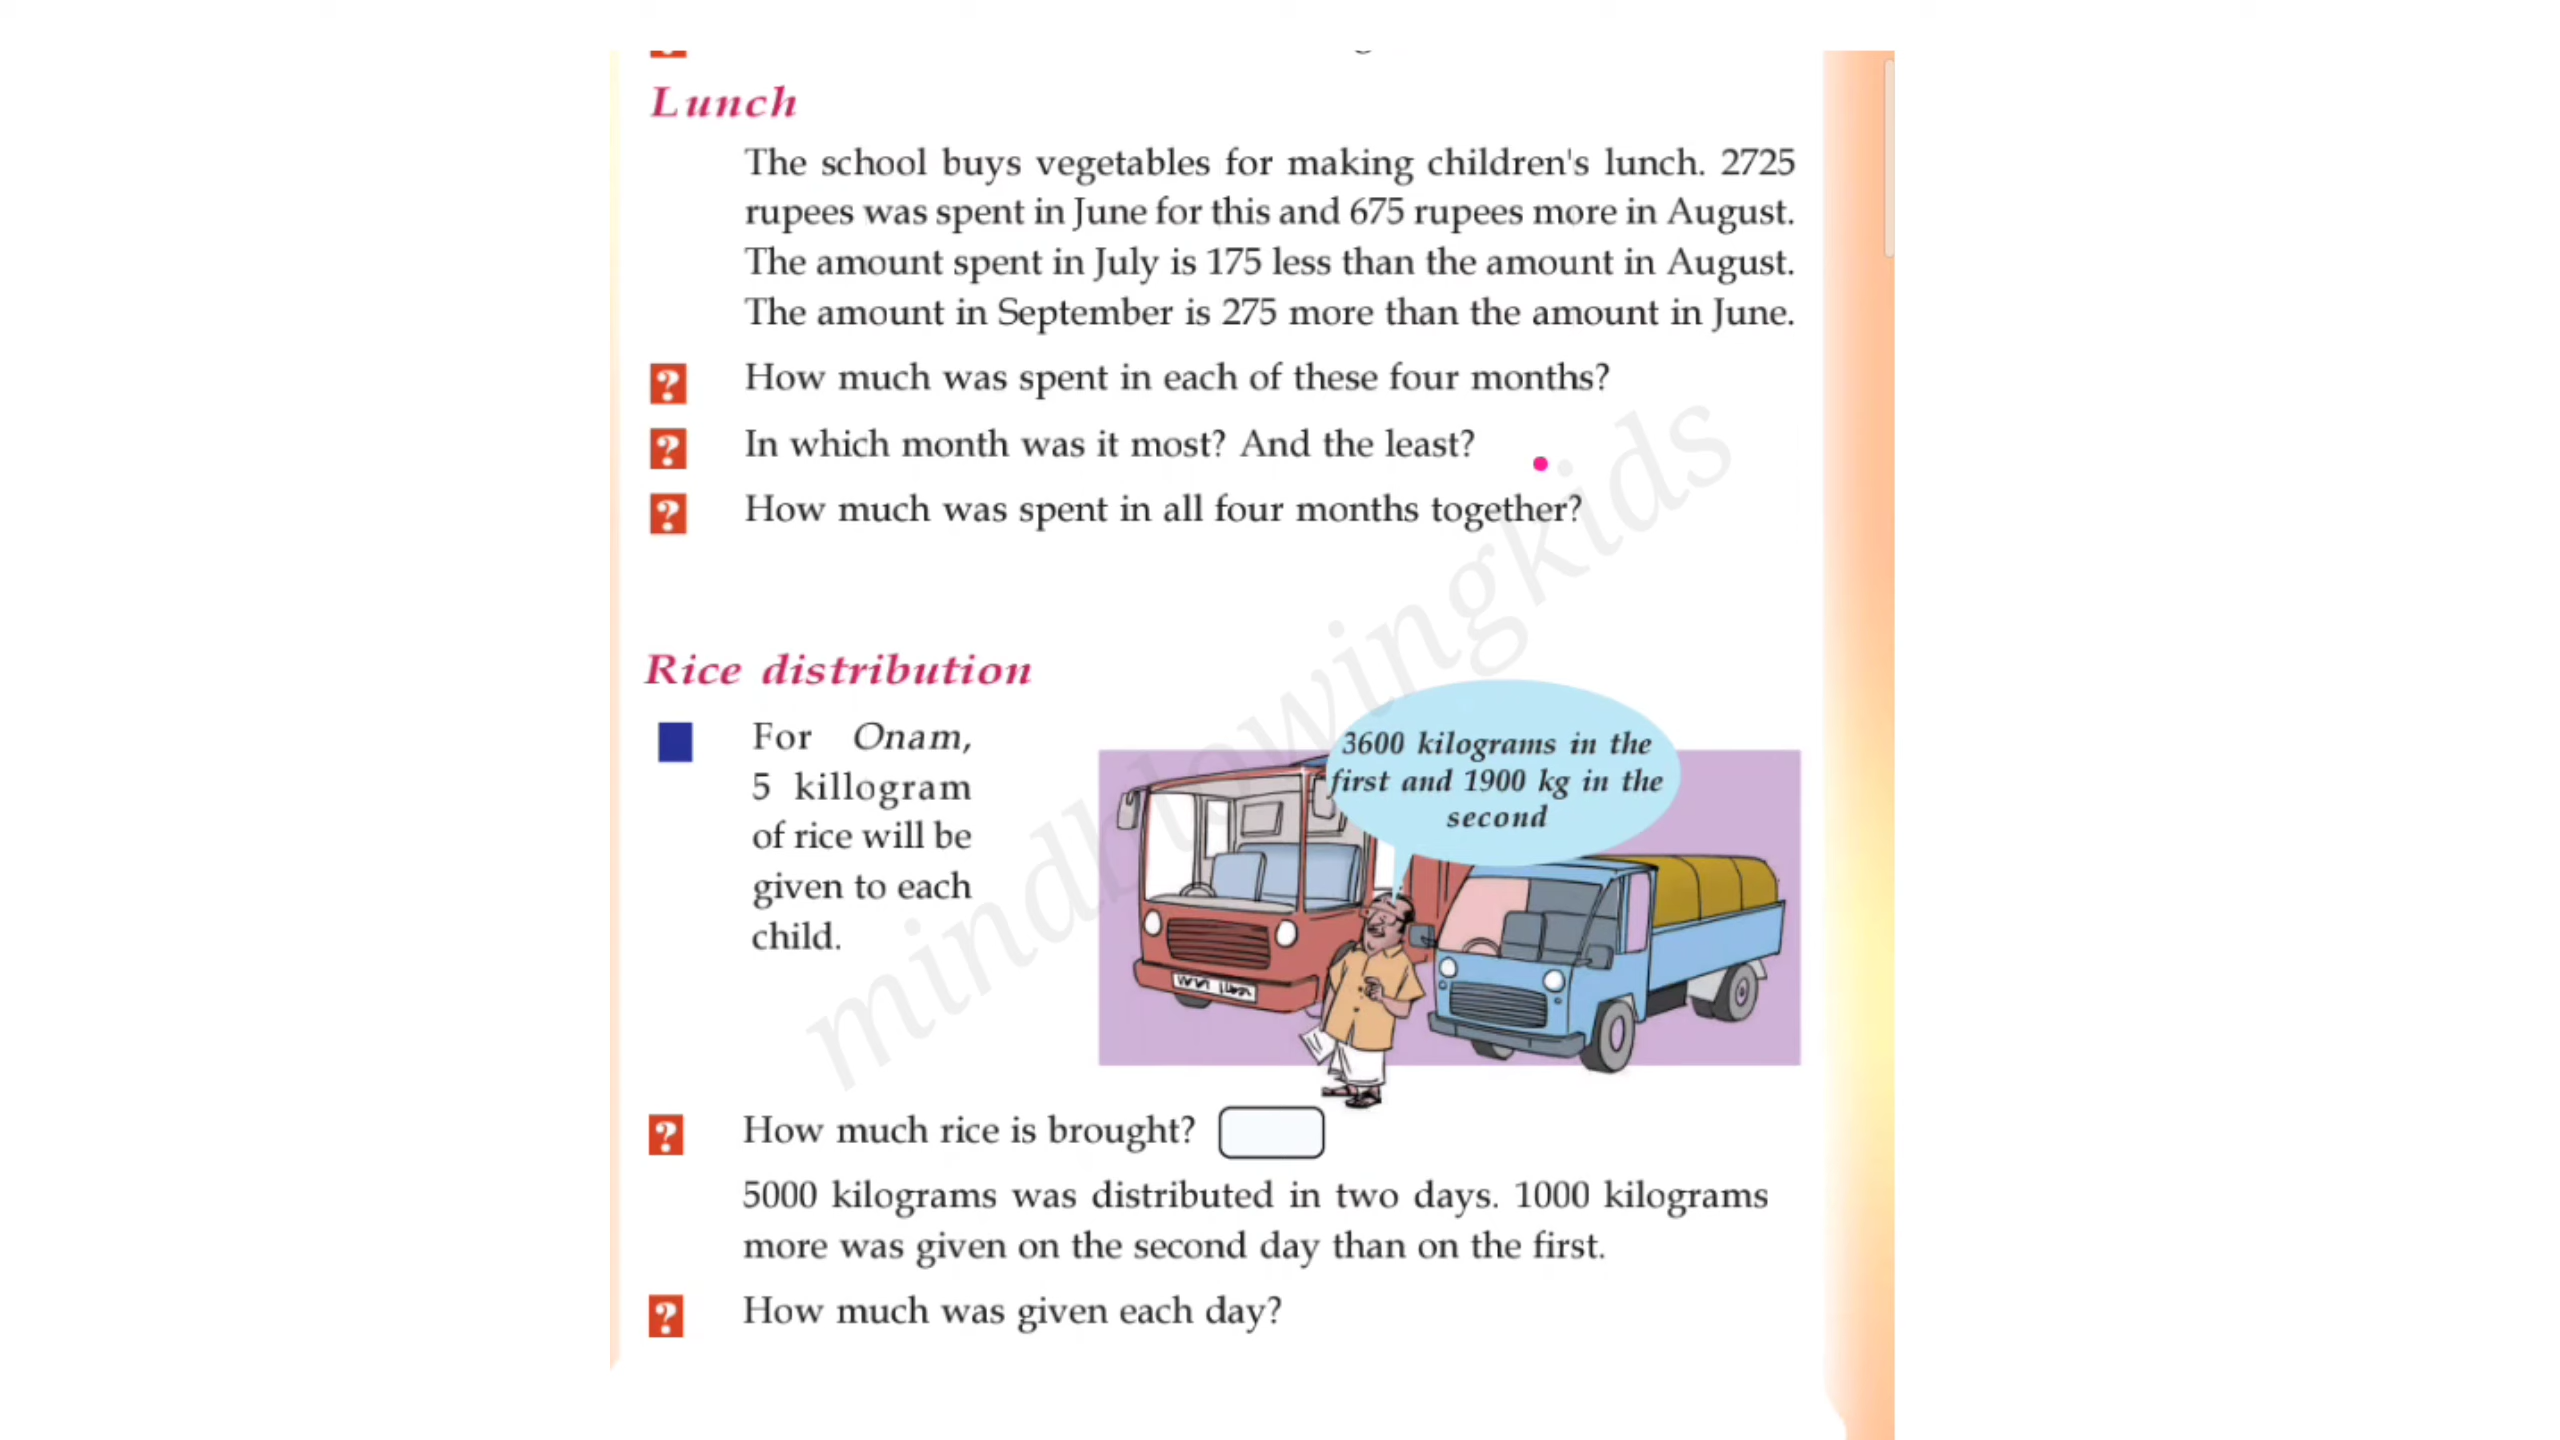 Lunch
The school buys vegetables for making children's lunch. 2725
rupees was spent in June for this and 675 rupees more in August.
The amount spent in July is 175 less than the amount in August.
The amount in September is 275 more than the amount in June.
? How much was spent in each of these four months?
? In which month was it most? And the least?
? How much was spent in all four months together?
Rice distribution
For Onam,
5 killogram
of rice will be
given to each
child.
3600 kilograms in the
first and 1900 kg in the
second
? How much rice is brought?
5000 kilograms was distributed in two days. 1000 kilograms
more was given on the second day than on the first.
? How much was given each day?
mindblowingkids